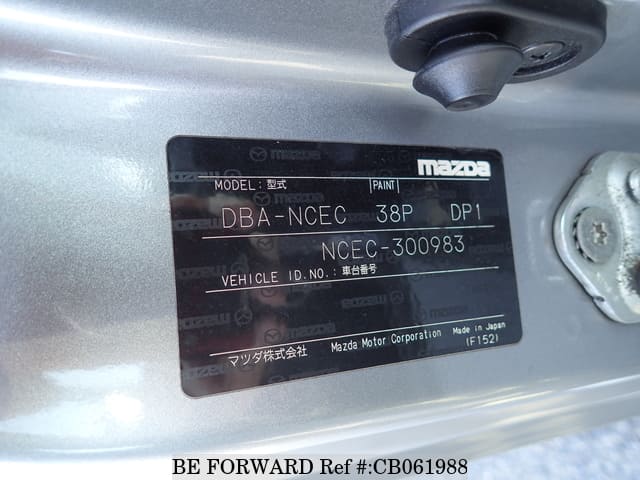 mazda
MODEL: 型式 PAINT
DBA-NCEC 38P DP1
NCEC-300983
VEHICLE ID.NO.: 車台番号
マツダ株式会社 Mazda Motor Corporation Made in Japan
(F152)
BE FORWARD Ref #:CB061988